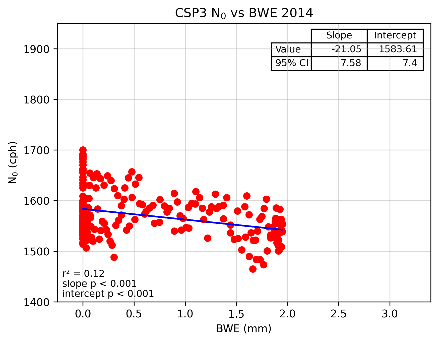 CSP3 N₀ vs BWE 2014
Slope Intercept
Value -21.05 1583.61
95% CI 7.58 7.4
N₀ (cph)
1900
1800
1700
1600
1500
1400
r² = 0.12
slope p < 0.001
intercept p < 0.001
0.0 0.5 1.0 1.5 2.0 2.5 3.0
BWE (mm)